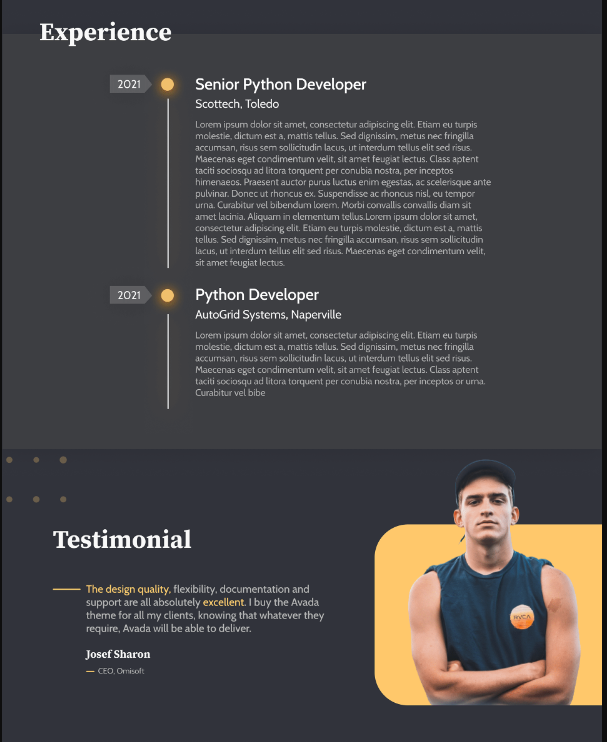 Experience
2021
Senior Python Developer
Scottech, Toledo
Lorem ipsum dolor sit amet, consectetur adipiscing elit. Etiam eu turpis
molestie, dictum est a, mattis tellus. Sed dignissim, metus nec fringilla
accumsan, risus sem sollicitudin lacus, ut interdum tellus elit sed risus.
Maecenas eget condimentum velit, sit amet feugiat lectus. Class aptent
taciti sociosqu ad litora torquent per conubia nostra, per inceptos
himenaeos. Praesent auctor purus luctus enim egestas, ac scelerisque ante
pulvinar. Donec ut rhoncus ex. Suspendisse ac rhoncus nisl, eu tempor
urna. Curabitur vel bibendum lorem. Morbi convallis convallis diam sit
amet lacinia. Aliquam in elementum tellus.Lorem ipsum dolor sit amet,
consectetur adipiscing elit. Etiam eu turpis molestie, dictum est a, mattis
tellus. Sed dignissim, metus nec fringilla accumsan, risus sem sollicitudin
lacus, ut interdum tellus elit sed risus. Maecenas eget condimentum velit,
sit amet feugiat lectus.
2021
Python Developer
AutoGrid Systems, Naperville
Lorem ipsum dolor sit amet, consectetur adipiscing elit. Etiam eu turpis
molestie, dictum est a, mattis tellus. Sed dignissim, metus nec fringilla
accumsan, risus sem sollicitudin lacus, ut interdum tellus elit sed risus.
Maecenas eget condimentum velit, sit amet feugiat lectus. Class aptent
taciti sociosqu ad litora torquent per conubia nostra, per inceptos or urna.
Curabitur vel bibe
Testimonial
The design quality, flexibility, documentation and
support are all absolutely excellent. I buy the Avada
theme for all my clients, knowing that whatever they
require, Avada will be able to deliver.
Josef Sharon
— CEO, Omisoft
RVCA